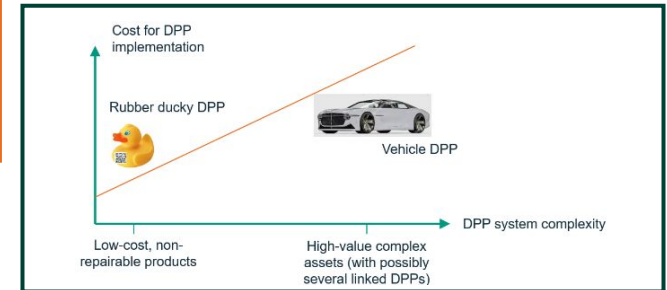 Cost for DPP
implementation
Rubber ducky DPP
Vehicle DPP
DPP system complexity
Low-cost, non-
repairable products
High-value complex
assets (with possibly
several linked DPPs)